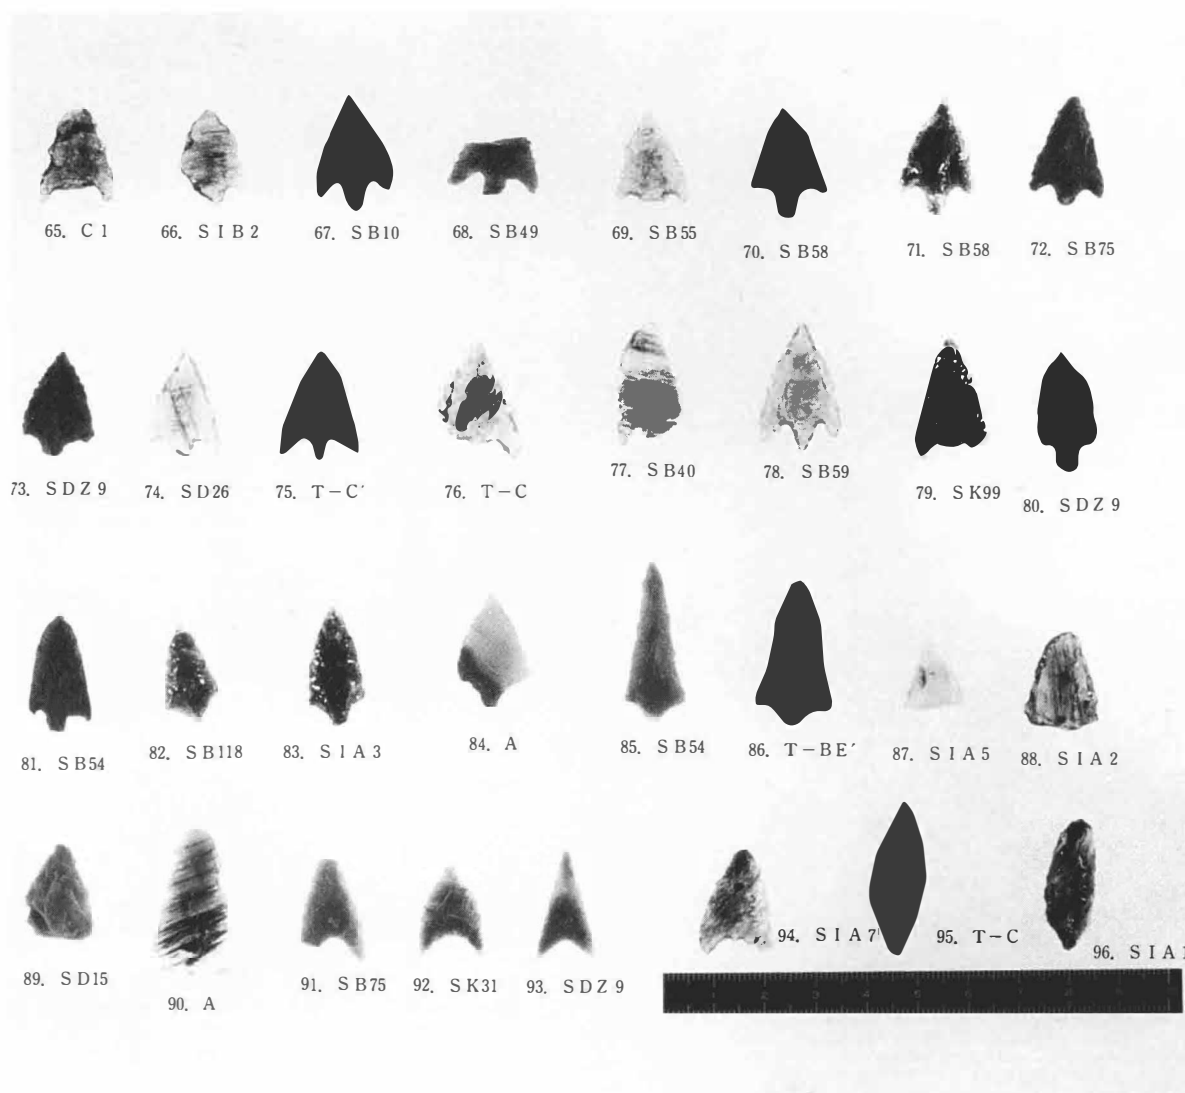 65. C 1
66. S I B 2
67. S B10
68. S B49
69. S B55
70. S B58
71. S B58
72. S B75
73. S D Z 9
74. S D26
75. T－C′
76. T－C
77. S B40
78. S B59
79. S K99
80. S D Z 9
81. S B54
82. S B118
83. S I A 3
84. A
85. S B54
86. T－B E′
87. S I A 5
88. S I A 2
89. S D15
90. A
91. S B75
92. S K31
93. S D Z 9
94. S I A 7
95. T－C
96. S I A